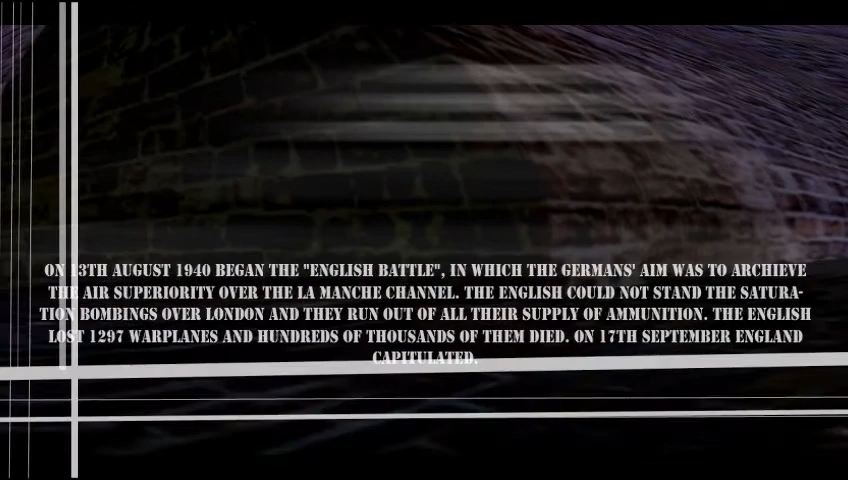 ON 13TH AUGUST 1940 BEGAN THE "ENGLISH BATTLE", IN WHICH THE GERMANS' AIM WAS TO ARCHIEVE
THE AIR SUPERIORITY OVER THE LA MANCHE CHANNEL. THE ENGLISH COULD NOT STAND THE SATURA-
TION BOMBINGS OVER LONDON AND THEY RUN OUT OF ALL THEIR SUPPLY OF AMMUNITION. THE ENGLISH
LOST 1297 WARPLANES AND HUNDREDS OF THOUSANDS OF THEM DIED. ON 17TH SEPTEMBER ENGLAND
CAPITULATED.